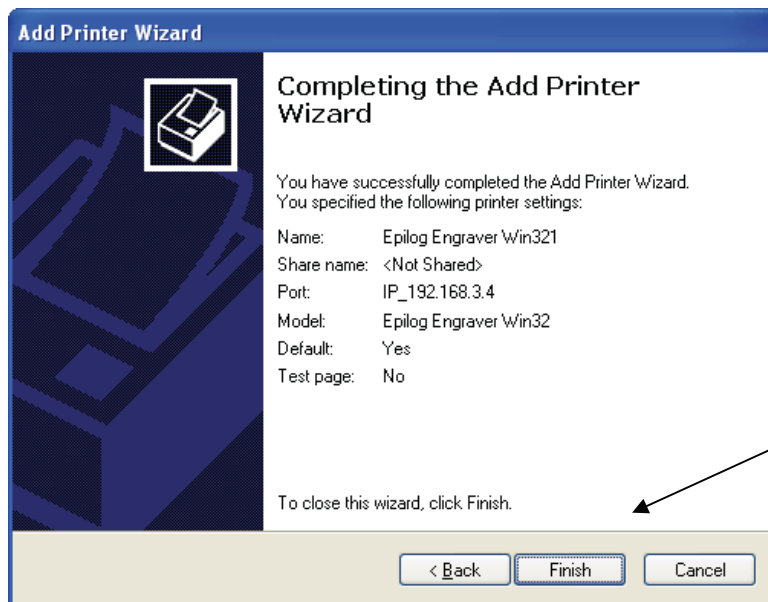 Add Printer Wizard
Completing the Add Printer
Wizard
You have successfully completed the Add Printer Wizard.
You specified the following printer settings:
Name: Epilog Engraver Win321
Share name: <Not Shared>
Port: IP_192.168.3.4
Model: Epilog Engraver Win32
Default: Yes
Test page: No
To close this wizard, click Finish.
< Back Finish Cancel